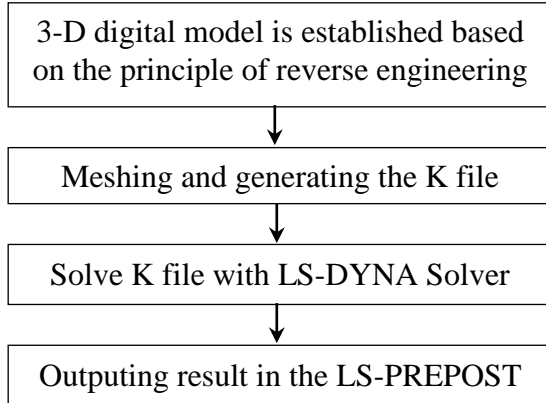 3-D digital model is established based
on the principle of reverse engineering
Meshing and generating the K file
Solve K file with LS-DYNA Solver
Outputing result in the LS-PREPOST